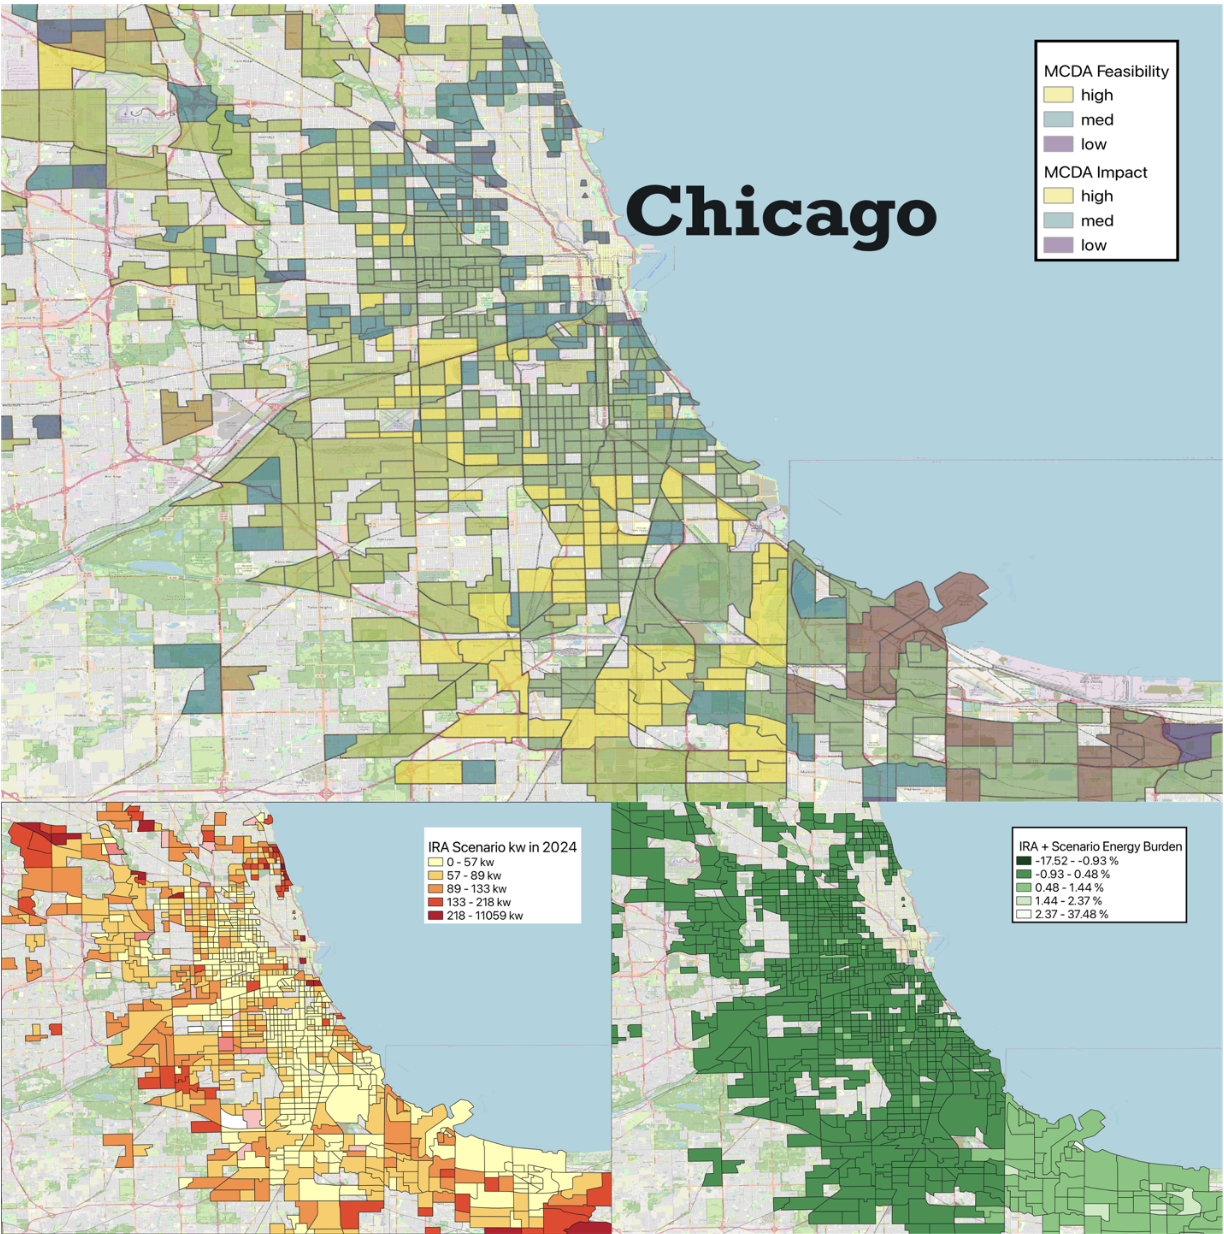 MCDA Feasibility
high
med
low
MCDA Impact
high
med
low
Chicago
IRA Scenario kw in 2024
0 - 57 kw
57 - 89 kw
89 - 133 kw
133 - 218 kw
218 - 11059 kw
IRA + Scenario Energy Burden
-17.52 - -0.93 %
-0.93 - 0.48 %
0.48 - 1.44 %
1.44 - 2.37 %
2.37 - 37.48 %